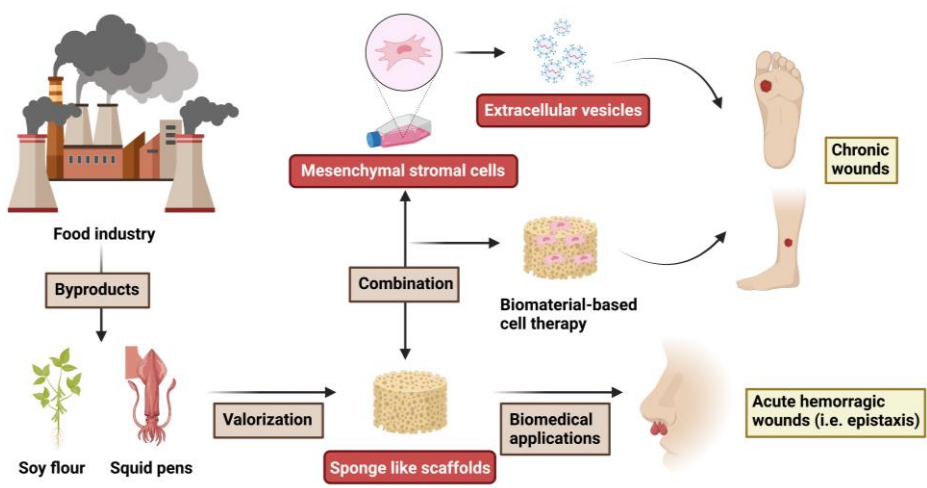 Extracellular vesicles
Mesenchymal stromal cells
Chronic
wounds
Food industry
Byproducts
Combination
Biomaterial-based
cell therapy
Valorization
Biomedical
applications
Acute hemorragic
wounds (i.e. epistaxis)
Soy flour
Squid pens
Sponge like scaffolds